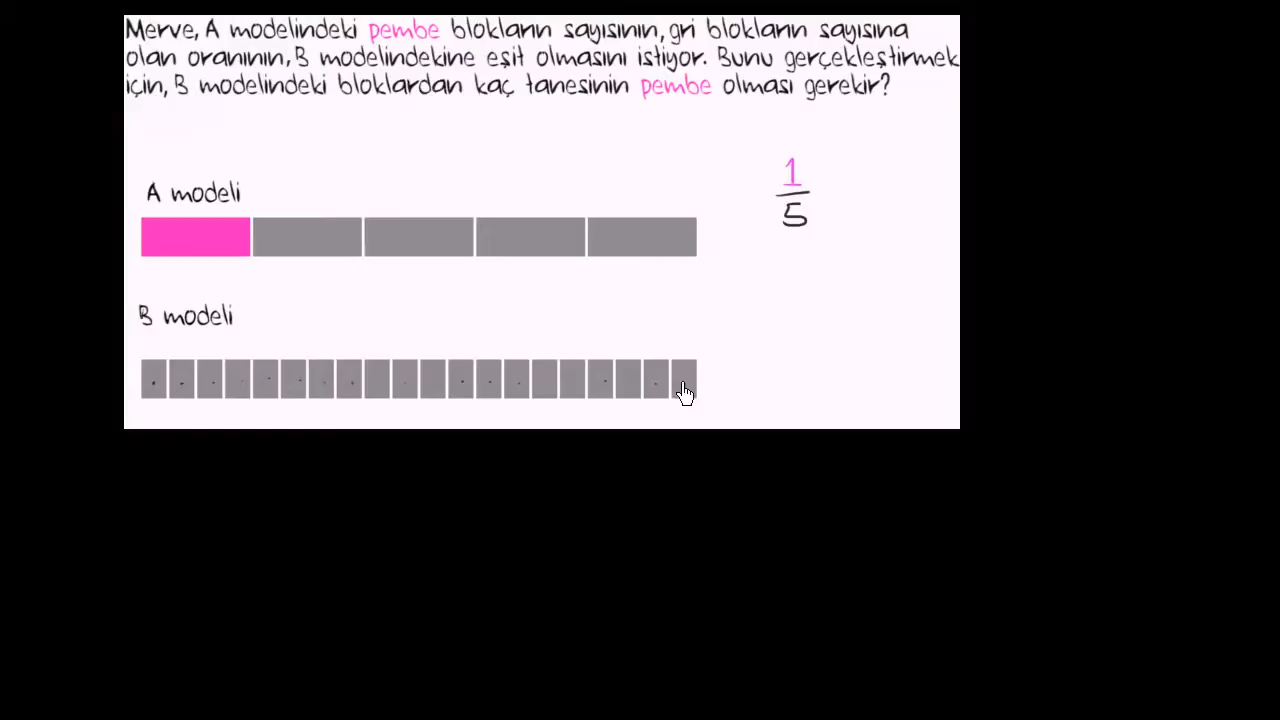 Merve, A modelindeki pembe blokların sayısının, gri blokların sayısına
olan oranının, B modelindekine eşit olmasını istiyor. Bunu gerçekleştirmek
için, B modelindeki bloklardan kaç tanesinin pembe olması gerekir?
1
5
A modeli
B modeli